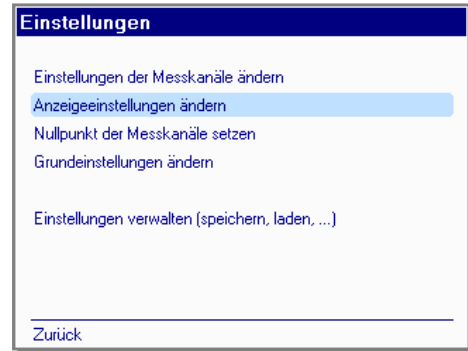 Einstellungen
Einstellungen der Messkanäle ändern
Anzeigeeinstellungen ändern
Nullpunkt der Messkanäle setzen
Grundeinstellungen ändern
Einstellungen verwalten (speichern, laden, ...)
Zurück